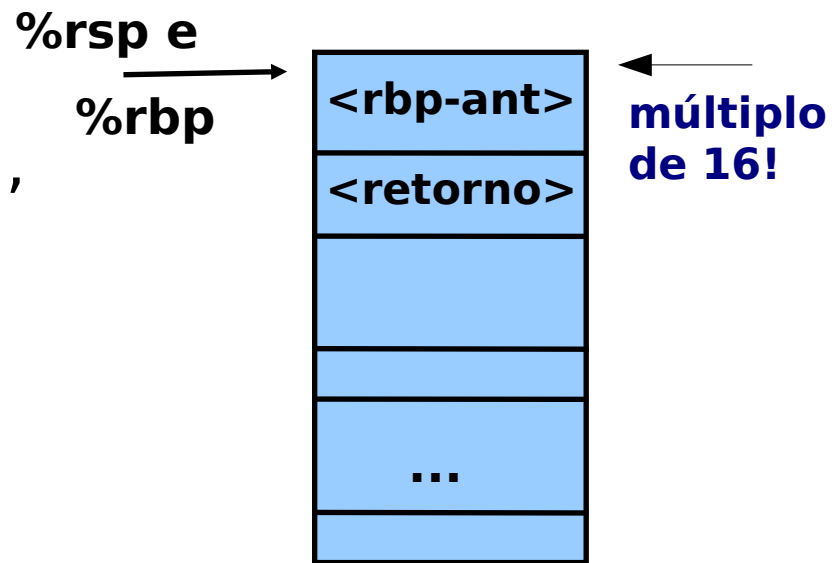 %rsp e
%rbp
,
<rbp-ant>
<retorno>
...
múltiplo
de 16!